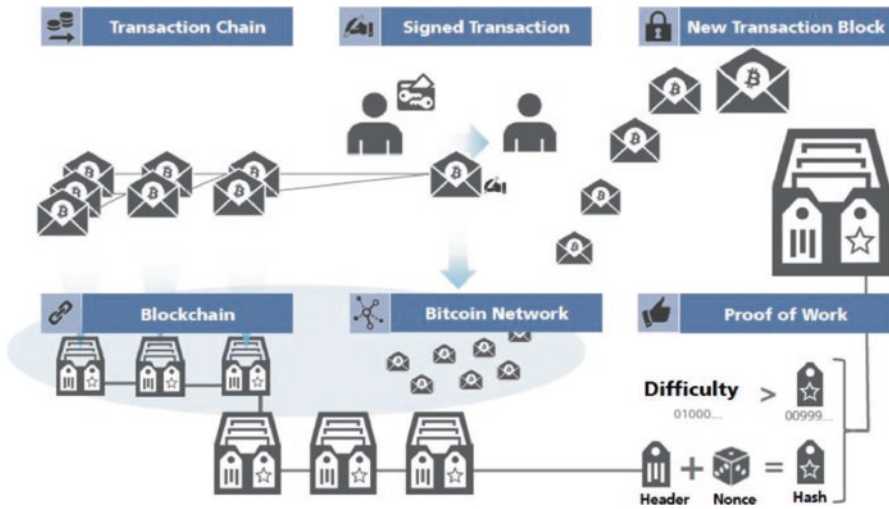 Transaction Chain
Signed Transaction
New Transaction Block
Blockchain
Bitcoin Network
Proof of Work
Difficulty > 
01000...
00999...
Header + Nonce = Hash